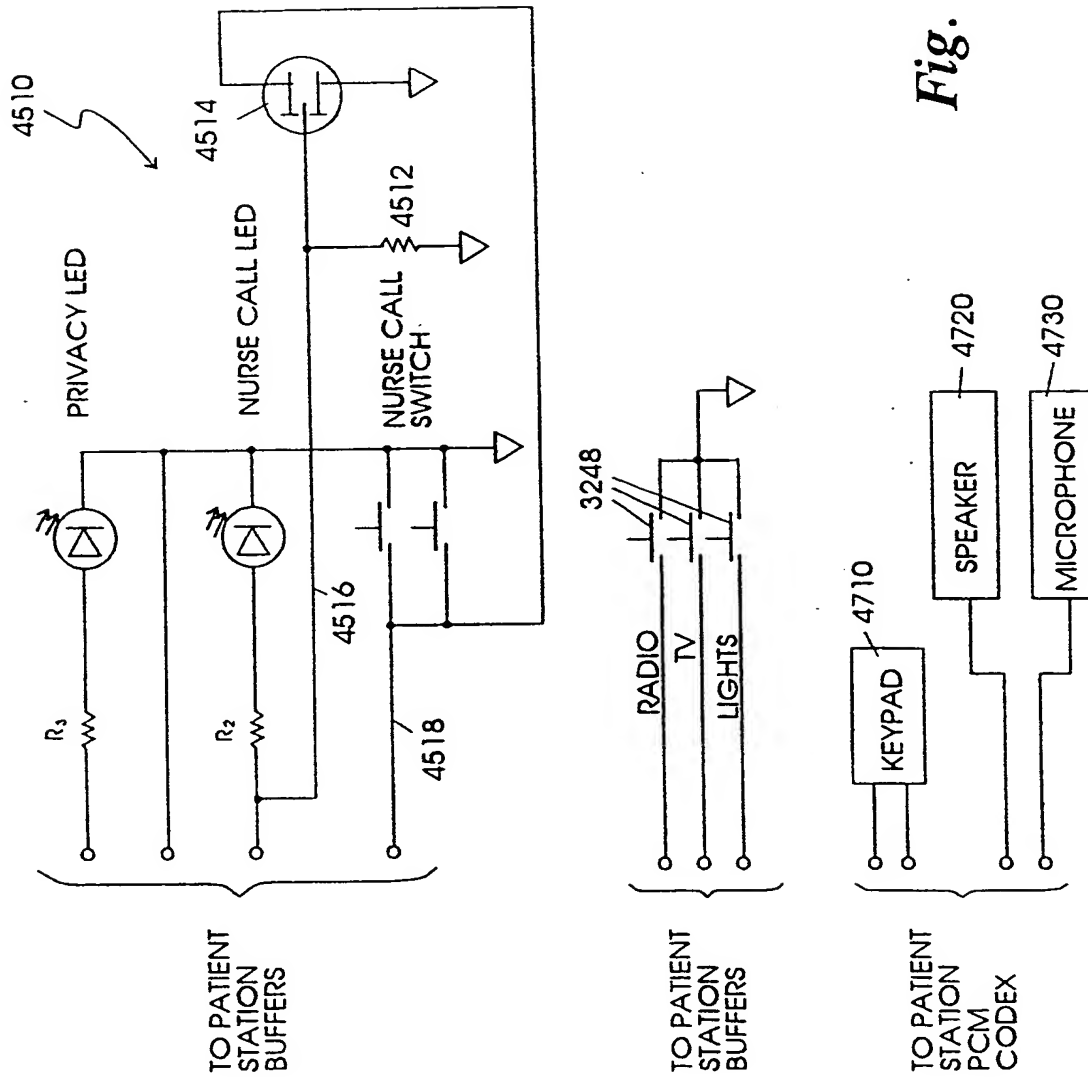 4510
4514
PRIVACY LED
NURSE CALL LED
4512
NURSE CALL
SWITCH
R3
R2
4516
4518
TO PATIENT
STATION
BUFFERS
3248
RADIO
TV
LIGHTS
TO PATIENT
STATION
BUFFERS
4710
KEYPAD
4720
SPEAKER
4730
MICROPHONE
TO PATIENT
STATION
PCM
CODEX
Fig.